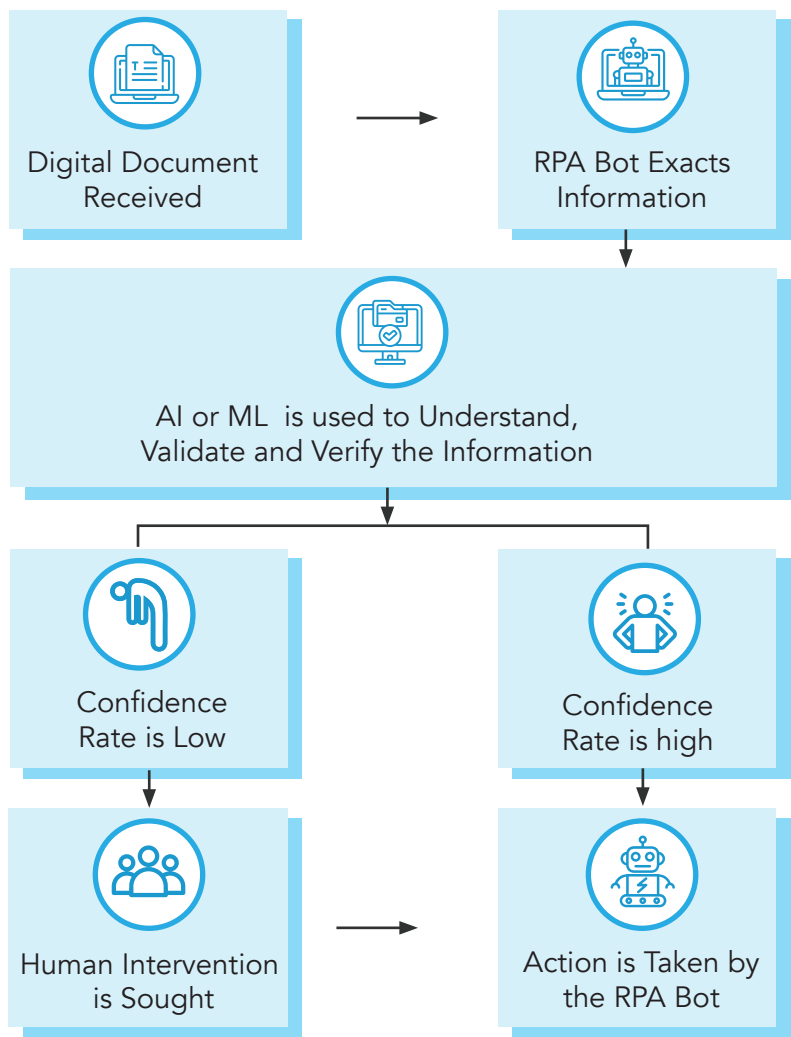 Digital Document
Received
RPA Bot Exacts
Information
AI or ML  is used to Understand,
Validate and Verify the Information
Confidence
Rate is Low
Confidence
Rate is high
Human Intervention
is Sought
Action is Taken by
the RPA Bot